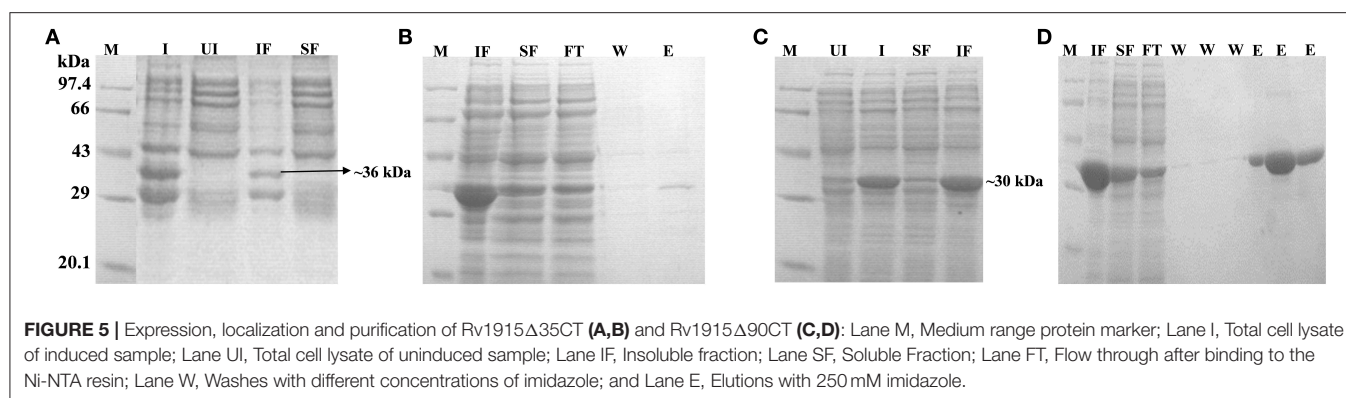 A B C D
M I UI IF SF M IF SF FT W E M UI I SF IF M IF SF FT W W W E E E
kDa
97.4
66
43
~36 kDa ~30 kDa
29
20.1
FIGURE 5 | Expression, localization and purification of Rv1915Δ35CT (A,B) and Rv1915Δ90CT (C,D): Lane M, Medium range protein marker; Lane I, Total cell lysate
of induced sample; Lane UI, Total cell lysate of uninduced sample; Lane IF, Insoluble fraction; Lane SF, Soluble Fraction; Lane FT, Flow through after binding to the
Ni-NTA resin; Lane W, Washes with different concentrations of imidazole; and Lane E, Elutions with 250 mM imidazole.